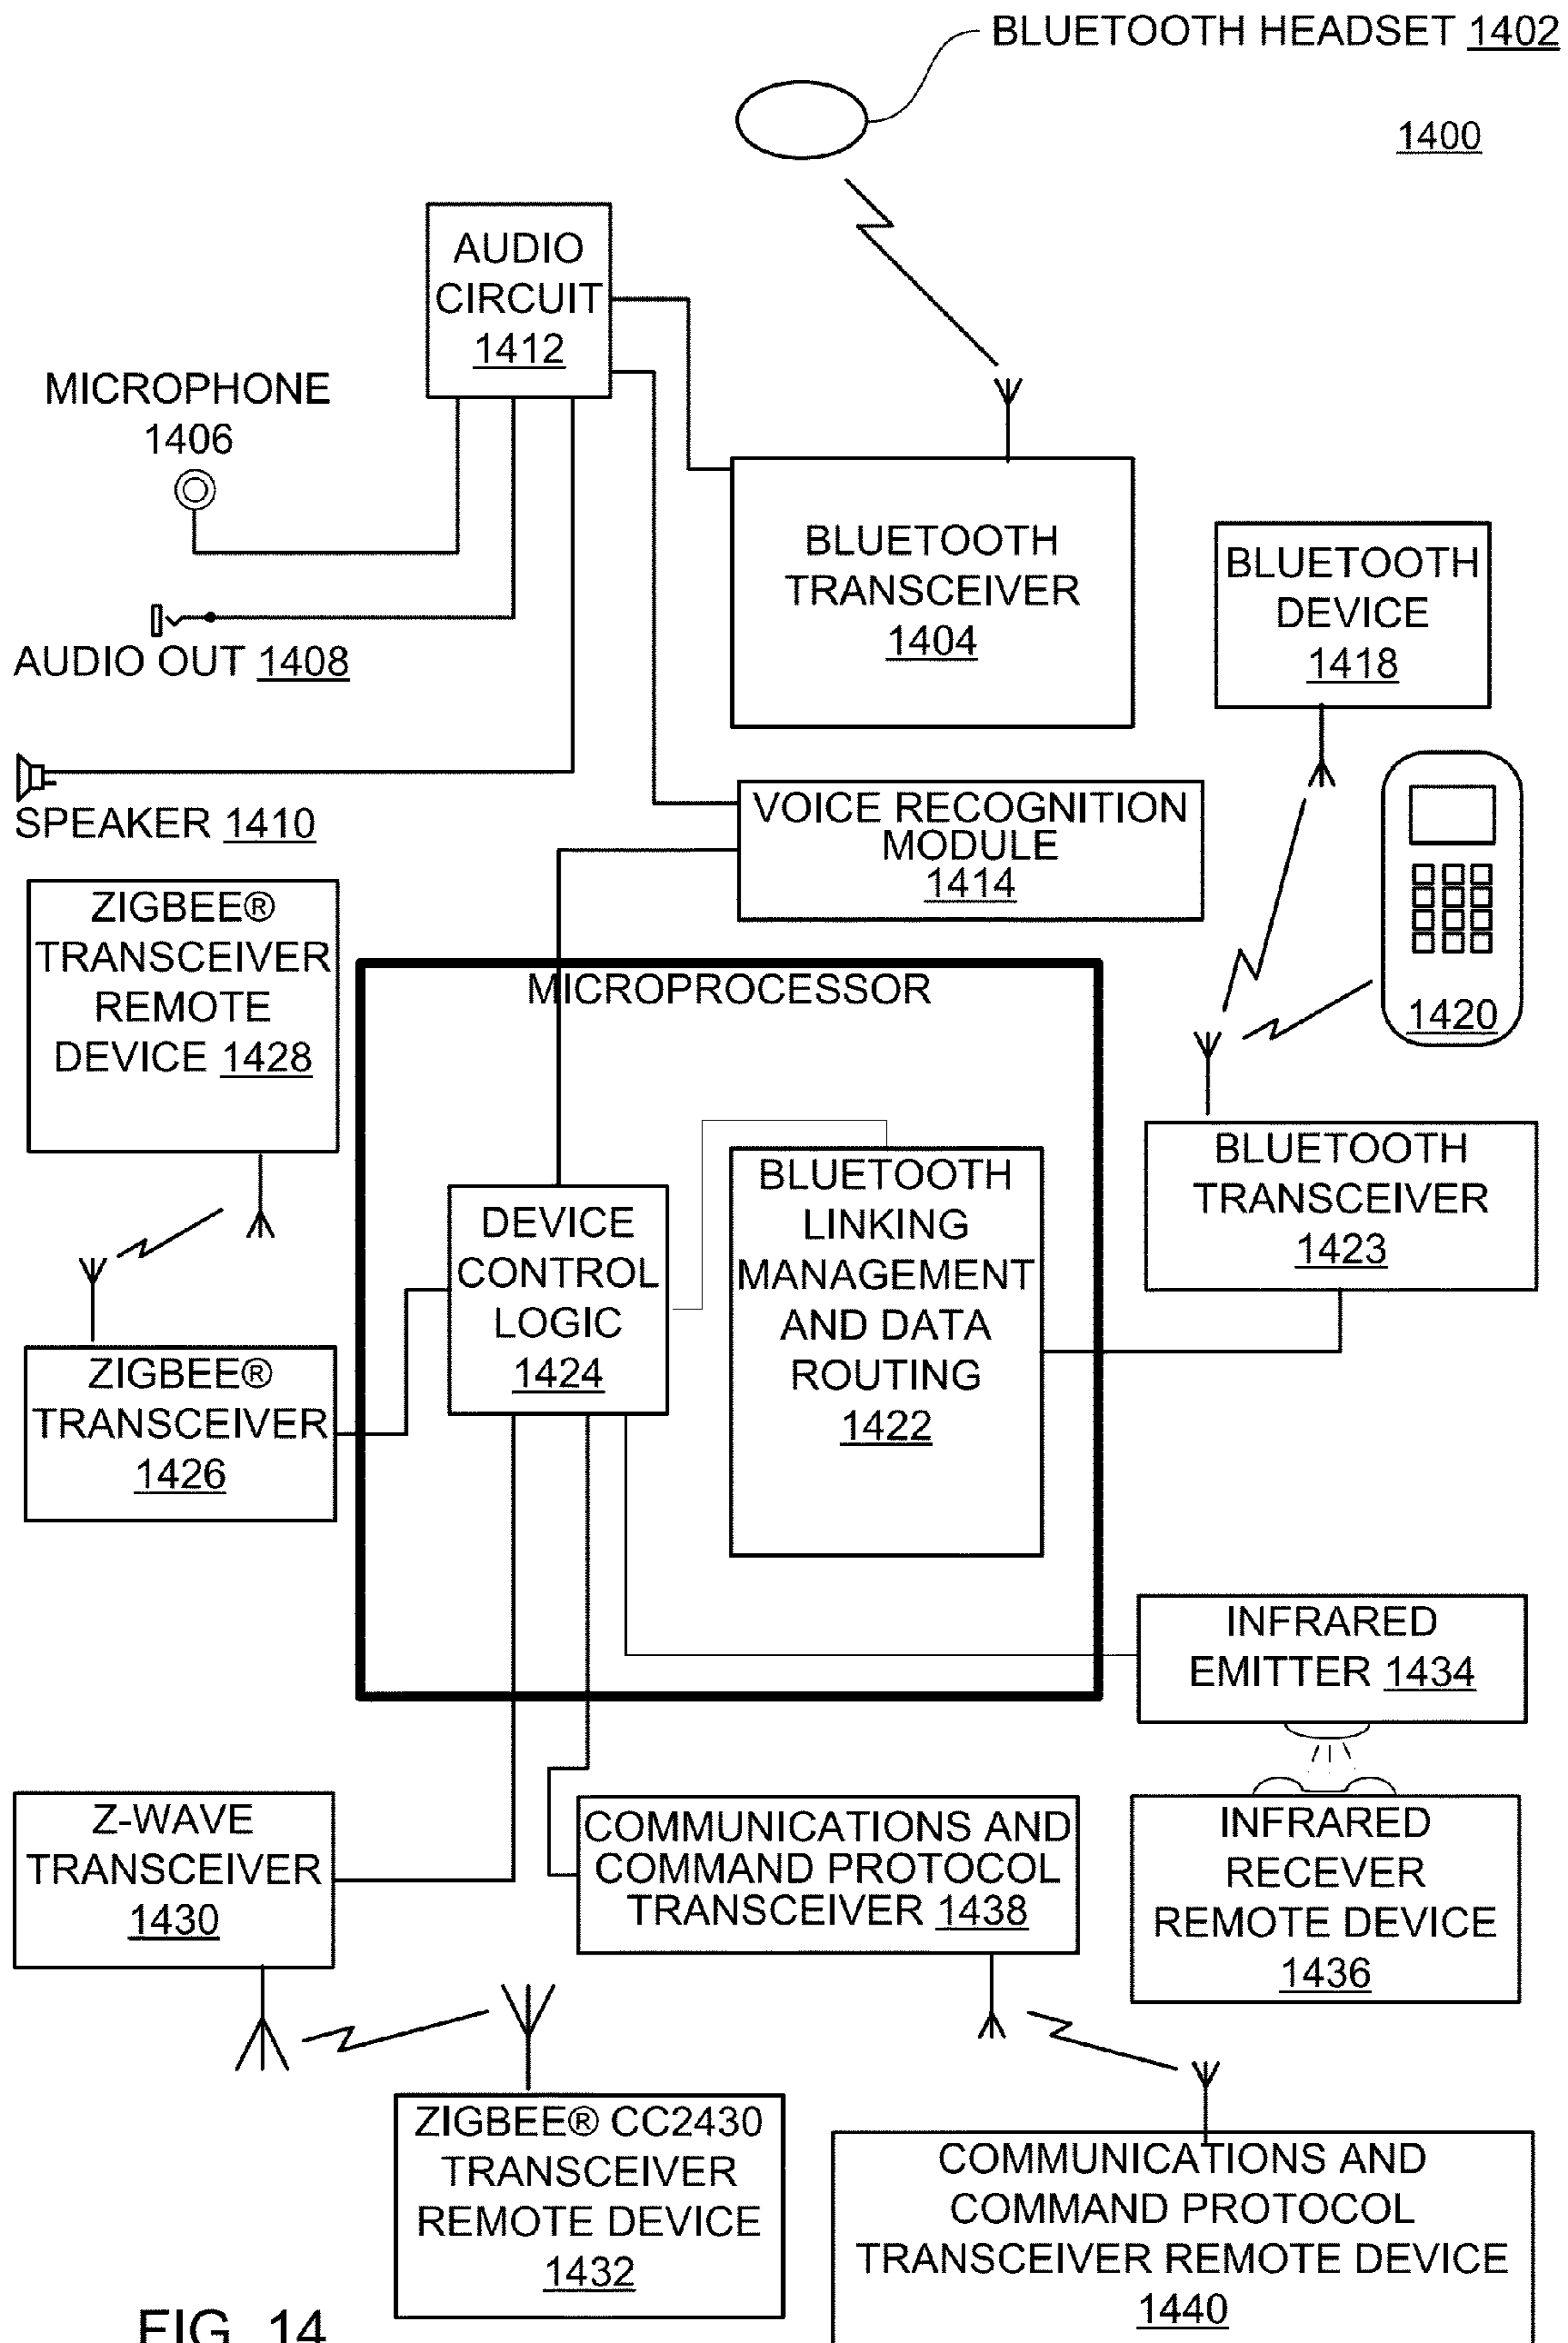 BLUETOOTH HEADSET 1402
1400
AUDIO
CIRCUIT
1412
MICROPHONE
1406
AUDIO OUT 1408
SPEAKER 1410
BLUETOOTH
TRANSCEIVER
1404
BLUETOOTH
DEVICE
1418
VOICE RECOGNITION
MODULE
1414
1420
ZIGBEE®
TRANSCEIVER
REMOTE
DEVICE 1428
MICROPROCESSOR
BLUETOOTH
TRANSCEIVER
1423
DEVICE
CONTROL
LOGIC
1424
BLUETOOTH
LINKING
MANAGEMENT
AND DATA
ROUTING
1422
ZIGBEE®
TRANSCEIVER
1426
INFRARED
EMITTER 1434
Z-WAVE
TRANSCEIVER
1430
COMMUNICATIONS AND
COMMAND PROTOCOL
TRANSCEIVER 1438
INFRARED
RECEVER
REMOTE DEVICE
1436
ZIGBEE® CC2430
TRANSCEIVER
REMOTE DEVICE
1432
COMMUNICATIONS AND
COMMAND PROTOCOL
TRANSCEIVER REMOTE DEVICE
1440
FIG. 14